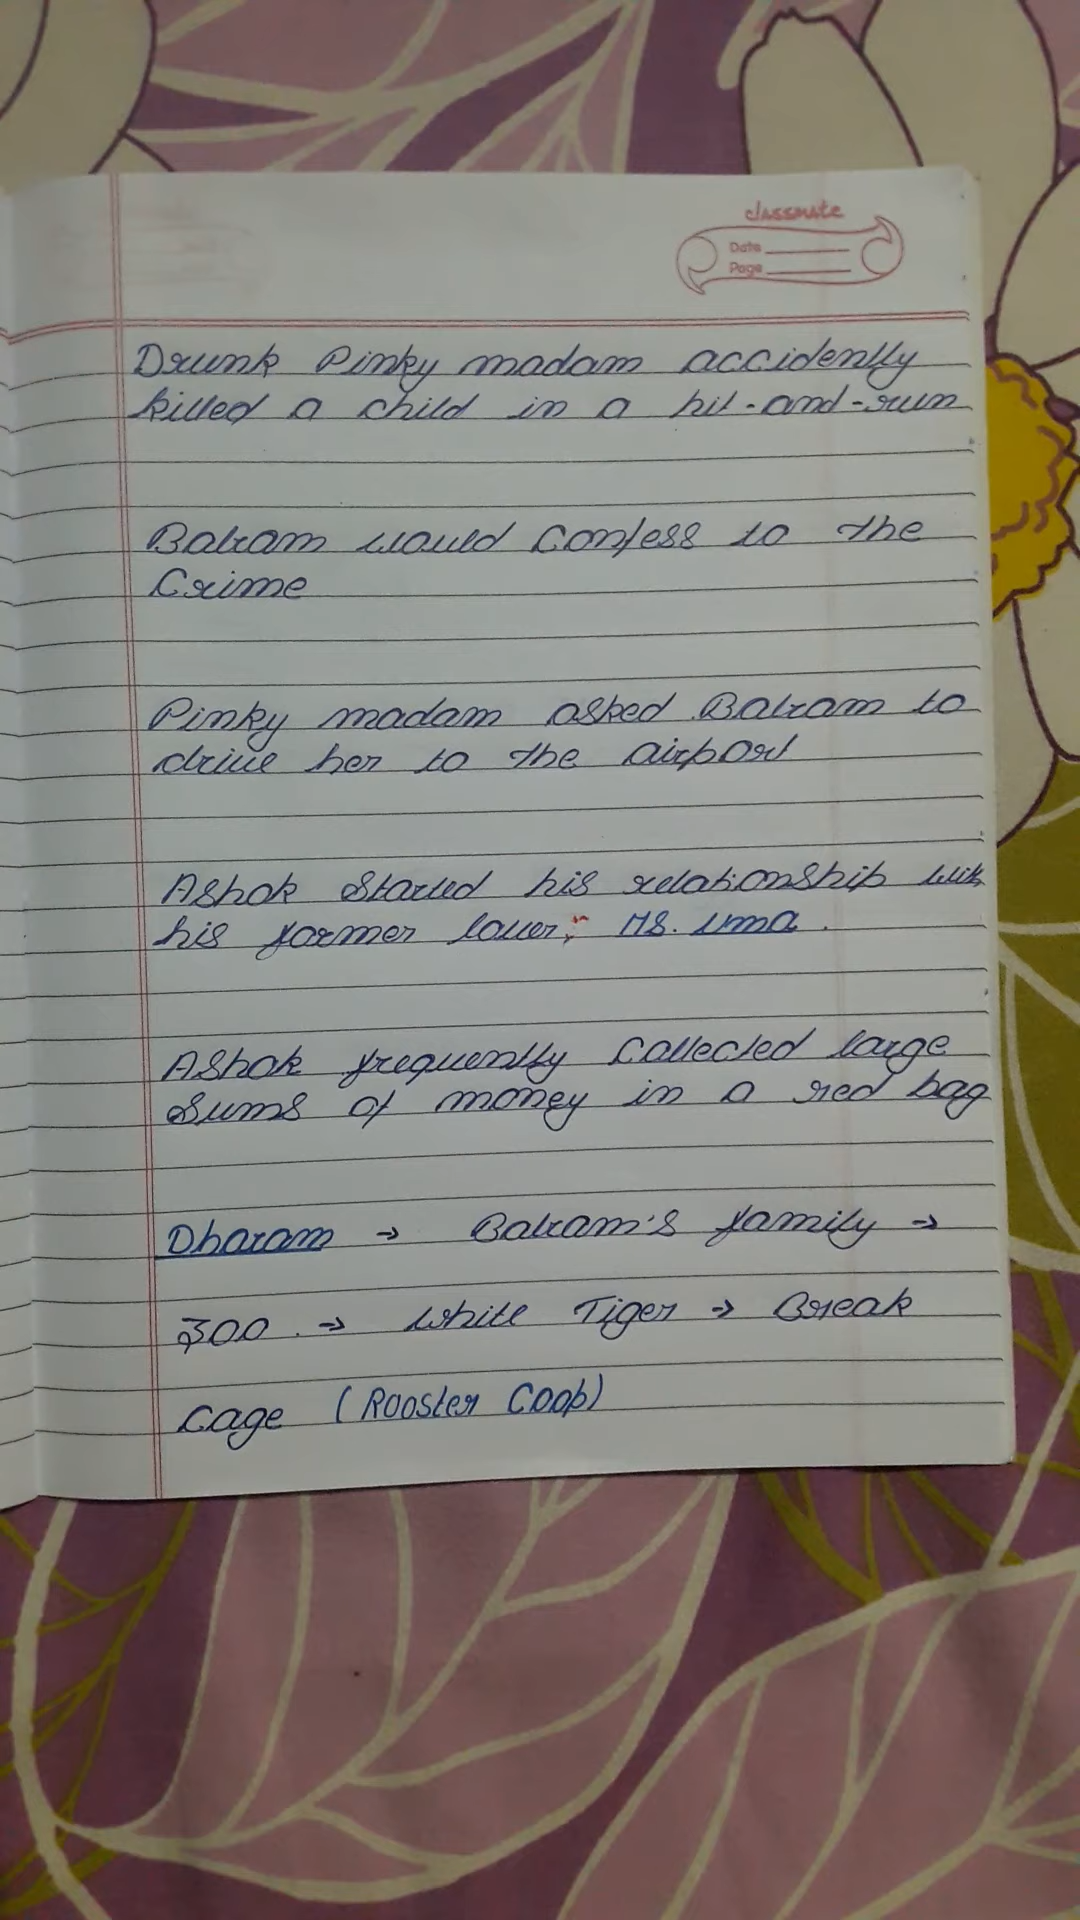 classmate
Date
Page
Drunk Pinky madam accidently
killed a child in a hit-and-run
Balram would confess to the
Crime
Pinky madam asked Balram to
drive her to the airport
Ashok started his relationship with
his former lover, Ms. Uma.
Ashok frequently collected large
sums of money in a red bag
Dharam → Balram's family →
zoo. → White Tiger → Break
Cage (Rooster Coop)